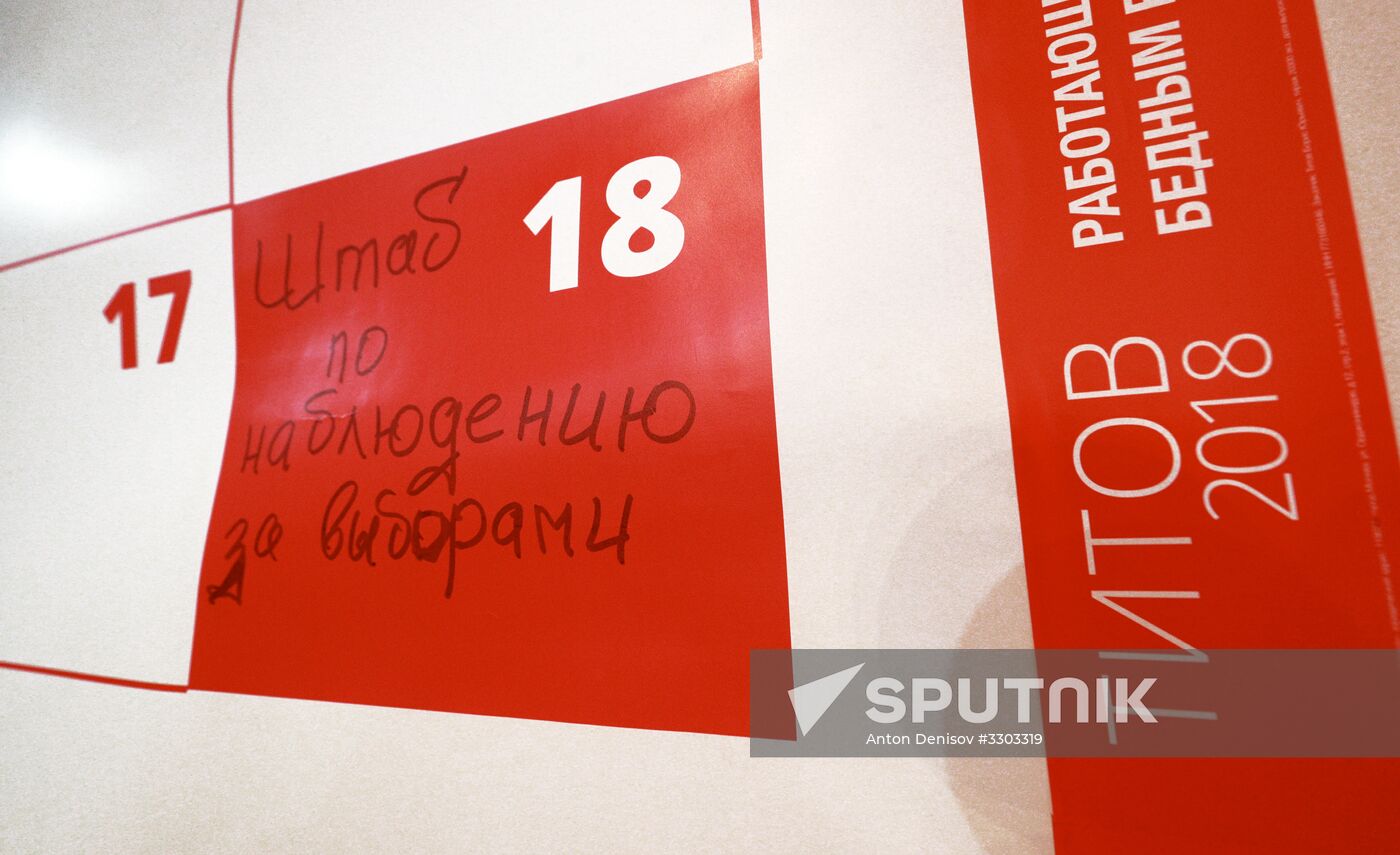 17
18
Штаб
по
наблюдению
за выборами
РАБОТАЮЩ
БЕДНЫМ
ТИТОВ
2018
SPUTNIK
Anton Denisov #3303319